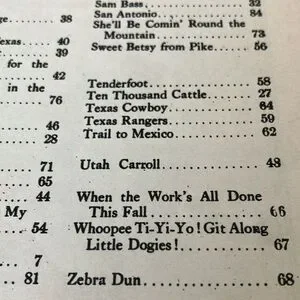 ge. 38
Texas 40
39
for the
42
in the
76
46
28
71
65
44
My
54
7
81
Sam Bass 32
San Antonio 84
She'll Be Comin' Round the
Mountain 73
Sweet Betsy from Pike 56
Tenderfoot 58
Ten Thousand Cattle 27
Texas Cowboy 64
Texas Rangers 59
Trail to Mexico 62
Utah Carroll 48
When the Work's All Done
This Fall 66
Whoopee Ti-Yi-Yo! Git Along
Little Dogies! 67
Zebra Dun 68